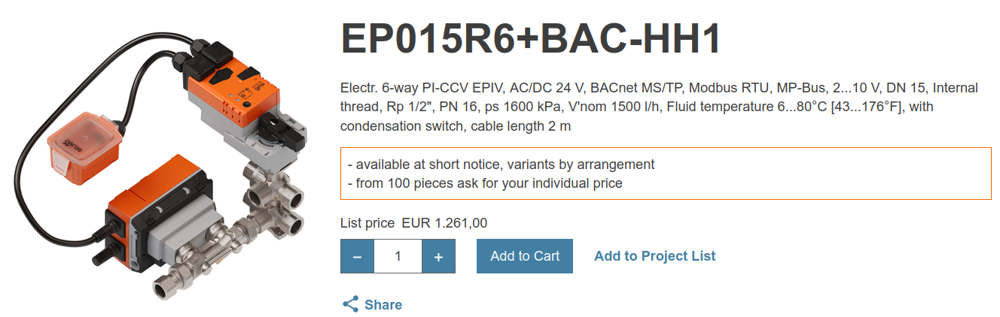 EP015R6+BAC-HH1
Electr. 6-way PI-CCV EPIV, AC/DC 24 V, BACnet MS/TP, Modbus RTU, MP-Bus, 2...10 V, DN 15, Internal
thread, Rp 1/2", PN 16, ps 1600 kPa, V'nom 1500 l/h, Fluid temperature 6...80°C [43...176°F], with
condensation switch, cable length 2 m
- available at short notice, variants by arrangement
- from 100 pieces ask for your individual price
List price EUR 1.261,00
− 1 + Add to Cart Add to Project List
Share
BELIMO